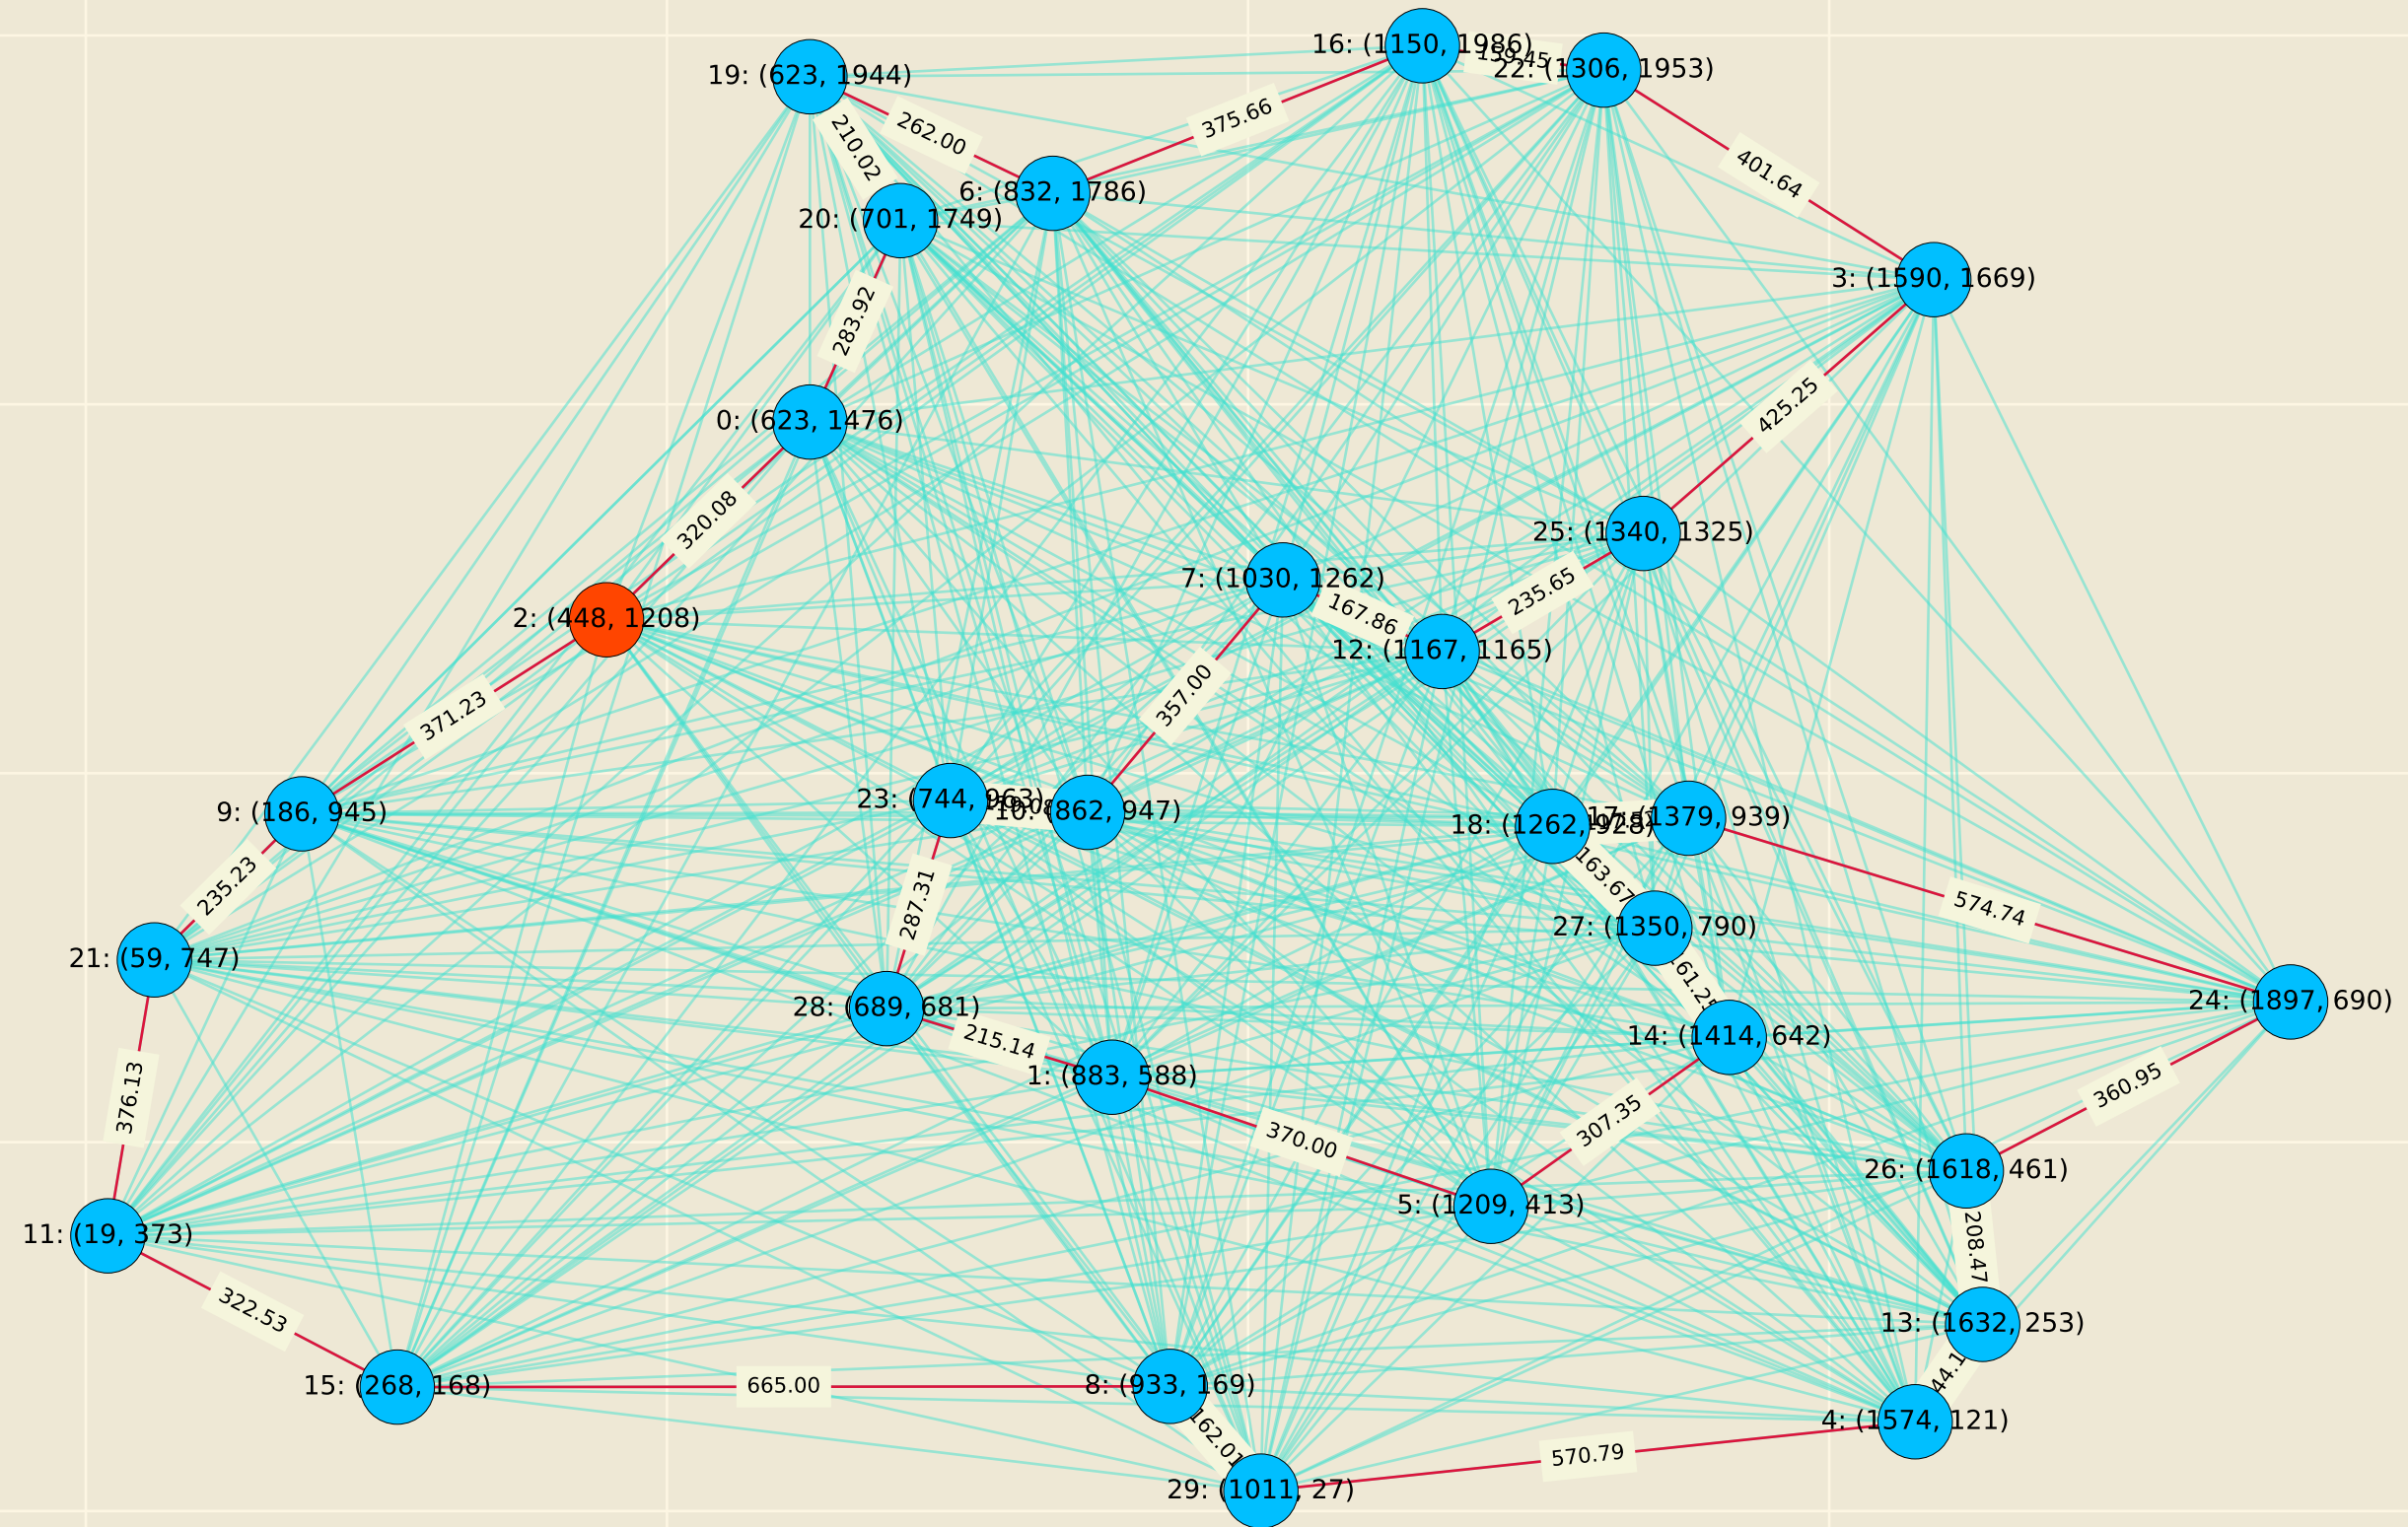 16: (1150, 1986)
159.45
22: (1306, 1953)
19: (623, 1944)
375.66
262.00
210.02
401.64
6: (832, 1786)
20: (701, 1749)
3: (1590, 1669)
283.92
425.25
0: (623, 1476)
320.08
25: (1340, 1325)
7: (1030, 1262)
235.65
167.86
2: (448, 1208)
12: (1167, 1165)
357.00
371.23
23: (744, 963)
10: (862, 947)
9: (186, 945)
18: (1262, 928)
17: (1379, 939)
163.67
235.23
287.31
574.74
27: (1350, 790)
21: (59, 747)
161.25
24: (1897, 690)
28: (689, 681)
14: (1414, 642)
215.14
1: (883, 588)
376.13
360.95
307.35
370.00
26: (1618, 461)
5: (1209, 413)
11: (19, 373)
208.47
322.53
13: (1632, 253)
15: (268, 168)
665.00
8: (933, 169)
4: (1574, 121)
162.01
570.79
29: (1011, 27)